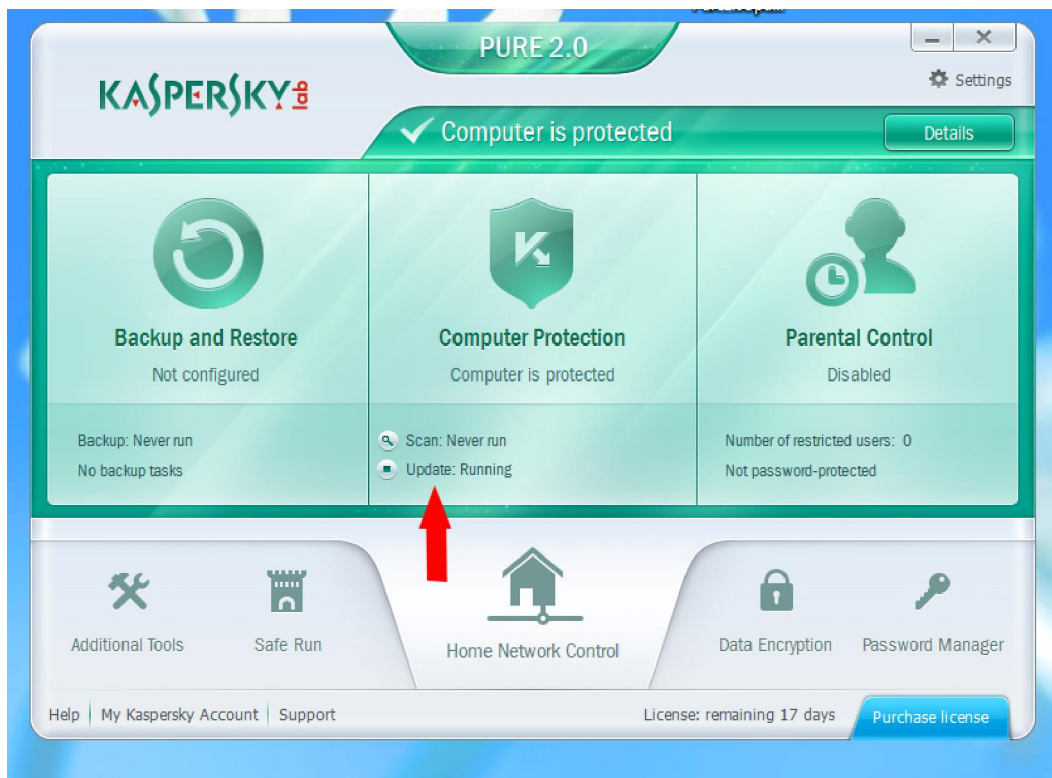 PURE 2.0
KASPERSKY lab
Settings
Computer is protected
Details
Backup and Restore
Not configured
Backup: Never run
No backup tasks
Computer Protection
Computer is protected
Scan: Never run
Update: Running
Parental Control
Disabled
Number of restricted users: 0
Not password-protected
Additional Tools
Safe Run
Home Network Control
Data Encryption
Password Manager
Help | My Kaspersky Account | Support
License: remaining 17 days
Purchase license